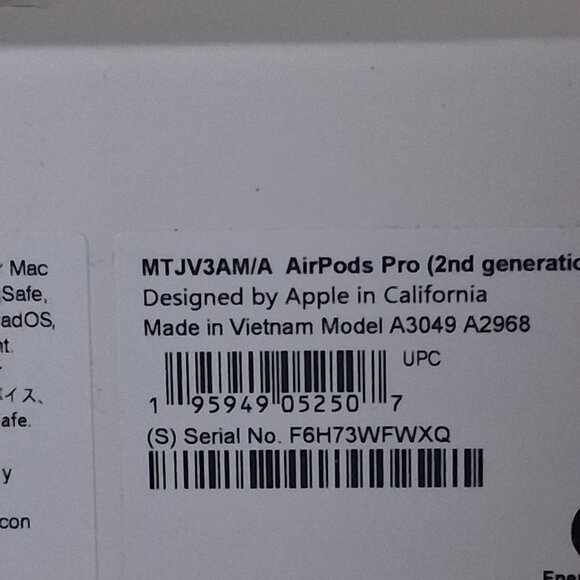 Mac
Safe,
adOS,
nt.
イス、
afe.
y
con
MTJV3AM/A AirPods Pro (2nd generatio
Designed by Apple in California
Made in Vietnam Model A3049 A2968
UPC
1 95949 05250 7
(S) Serial No. F6H73WFWXQ